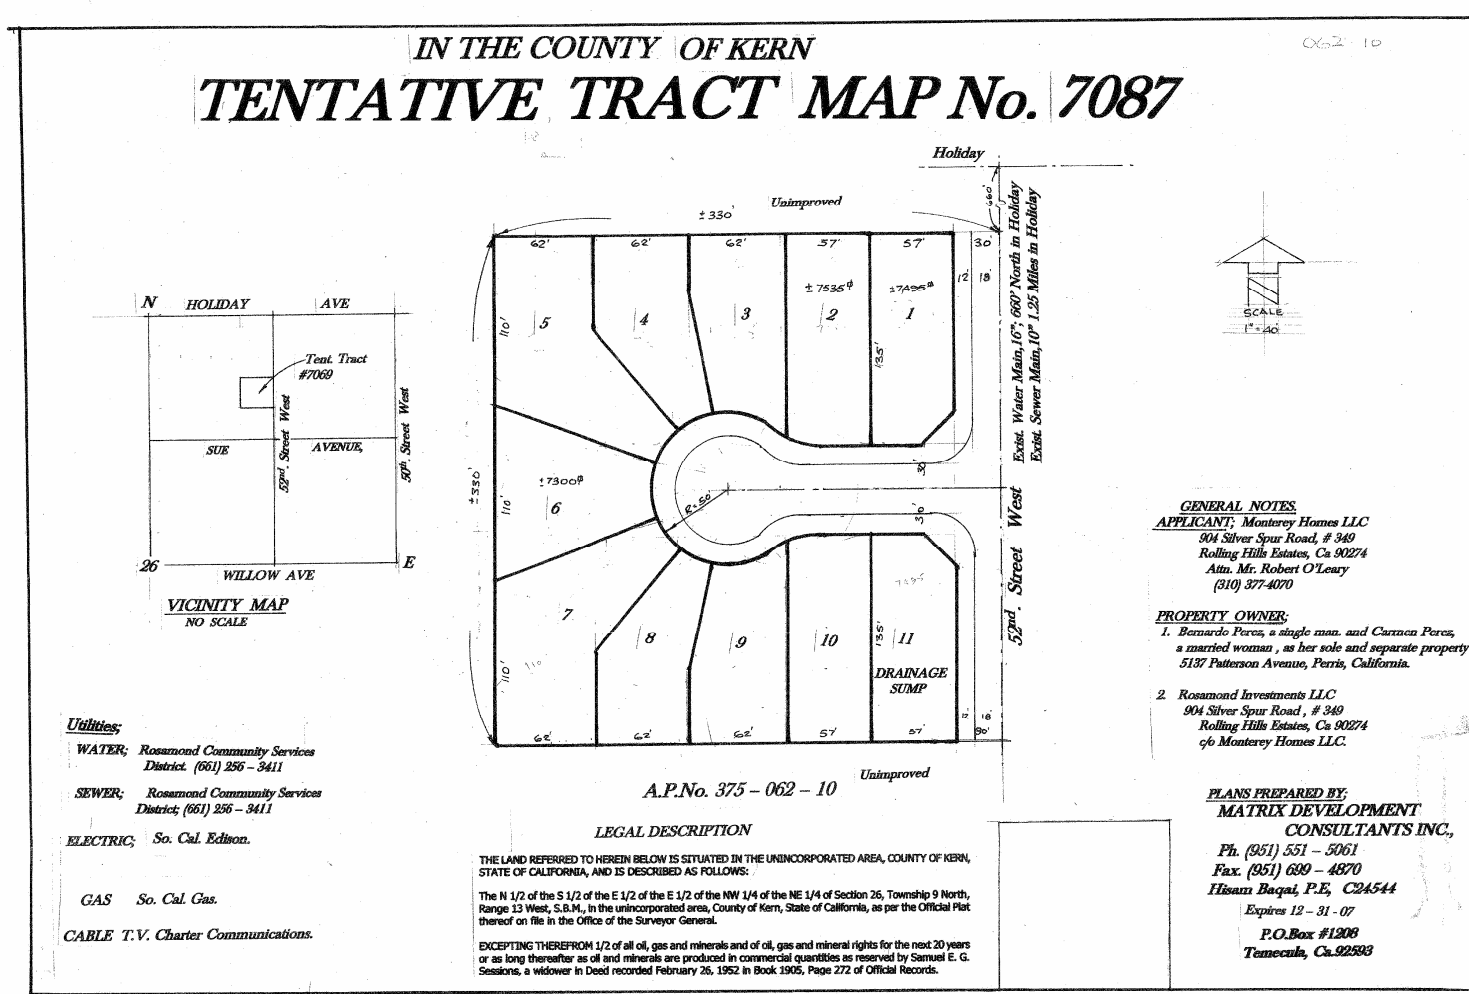 062 10
IN THE COUNTY OF KERN
TENTATIVE TRACT MAP No. 7087
Holiday
660'
Unimproved
± 330'
62' 62' 62' 57' 57' 30'
12' 18'
± 7535
± 7495
5 4 3 2 1
110'
135'
Exist. Water Main,16"; 660' North in Holiday
Exist. Sewer Main,10" 1.25 Miles in Holiday
SCALE
1"=40'
N HOLIDAY AVE
Tent. Tract
#7069
52nd. Street West
50th. Street West
SUE AVENUE,
26 E
WILLOW AVE
VICINITY MAP
NO SCALE
± 330'
± 7300
6
110'
R=50'
30'
30'
52nd. Street West
7 8 9 10 11
7495
110
110'
135'
DRAINAGE
SUMP
12' 18'
62' 62' 62' 57' 57' 30'
Unimproved
A.P.No. 375 – 062 – 10
GENERAL NOTES.
APPLICANT; Monterey Homes LLC
904 Silver Spur Road, # 349
Rolling Hills Estates, Ca 90274
Attn. Mr. Robert O'Leary
(310) 377-4070
PROPERTY OWNER;
1. Bernardo Perez, a single man. and Carmen Perez,
a married woman , as her sole and separate property
5137 Patterson Avenue, Perris, California.
2. Rosamond Investments LLC
904 Silver Spur Road , # 349
Rolling Hills Estates, Ca 90274
c/o Monterey Homes LLC.
Utilities;
WATER; Rosamond Community Services
District. (661) 256 – 3411
SEWER; Rosamond Community Services
District; (661) 256 – 3411
ELECTRIC; So. Cal. Edison.
GAS So. Cal. Gas.
CABLE T.V. Charter Communications.
LEGAL DESCRIPTION
THE LAND REFERRED TO HEREIN BELOW IS SITUATED IN THE UNINCORPORATED AREA, COUNTY OF KERN,
STATE OF CALIFORNIA, AND IS DESCRIBED AS FOLLOWS:
The N 1/2 of the S 1/2 of the E 1/2 of the E 1/2 of the NW 1/4 of the NE 1/4 of Section 26, Township 9 North,
Range 13 West, S.B.M., in the unincorporated area, County of Kern, State of California, as per the Official Plat
thereof on file in the Office of the Surveyor General.
EXCEPTING THEREFROM 1/2 of all oil, gas and minerals and of oil, gas and mineral rights for the next 20 years
or as long thereafter as oil and minerals are produced in commercial quantities as reserved by Samuel E. G.
Sessions, a widower in Deed recorded February 26, 1952 in Book 1905, Page 272 of Official Records.
PLANS PREPARED BY;
MATRIX DEVELOPMENT
CONSULTANTS INC.,
Ph. (951) 551 – 5061
Fax. (951) 699 – 4870
Hisam Baqai, P.E, C24544
Expires 12 – 31 - 07
P.O.Box #1208
Temecula, Ca.92593